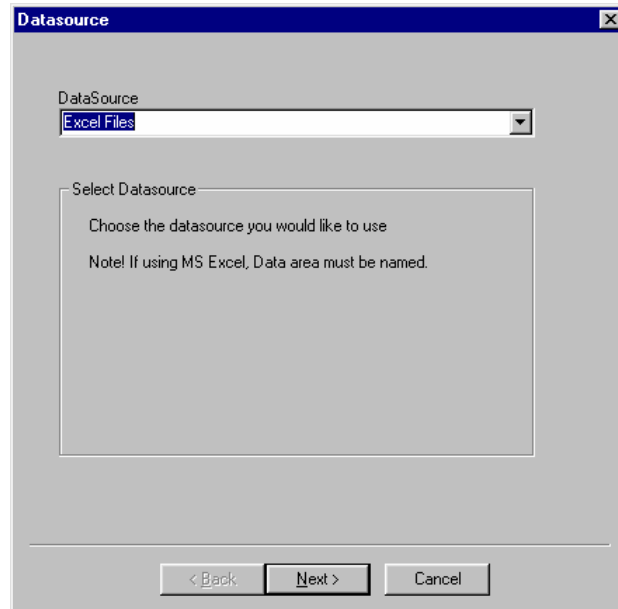 Datasource
DataSource
Excel Files
Select Datasource
Choose the datasource you would like to use
Note! If using MS Excel, Data area must be named.
< Back
Next >
Cancel